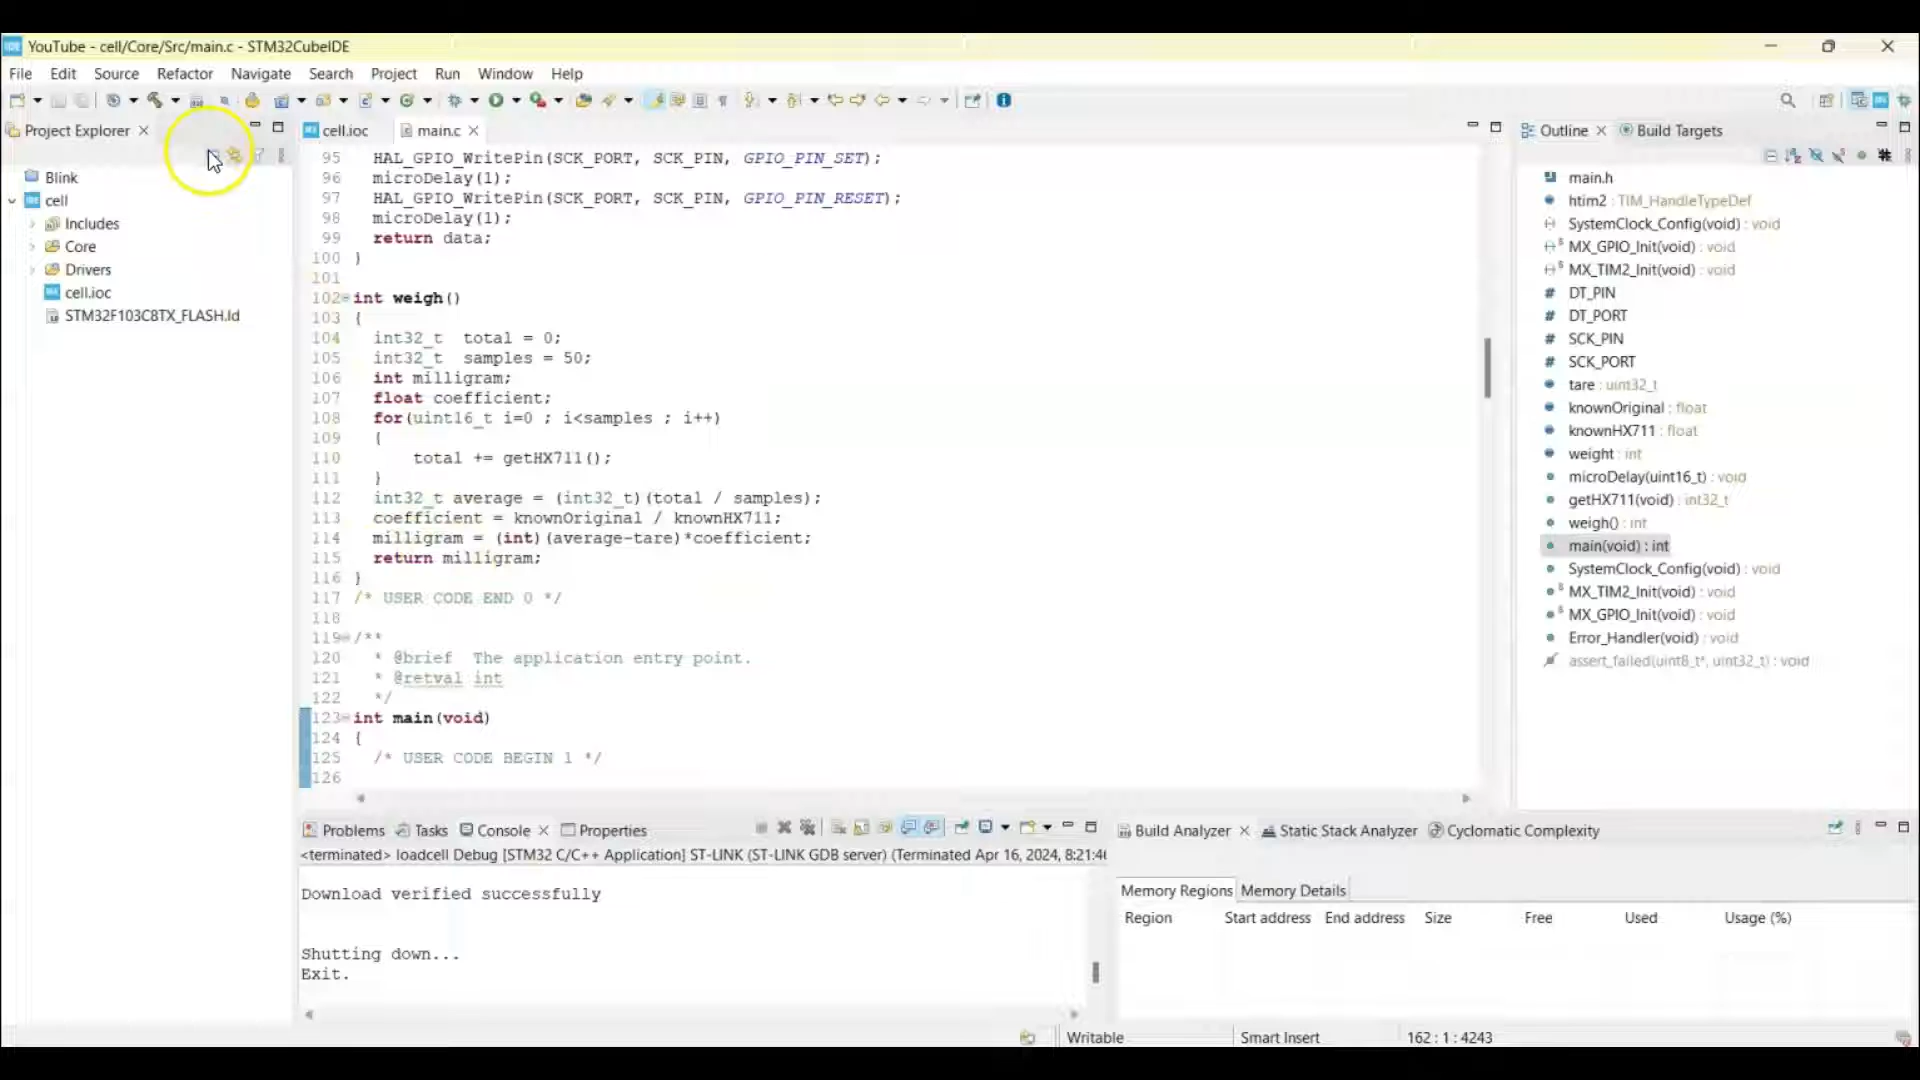 YouTube - cell/Core/Src/main.c - STM32CubeIDE
File Edit Source Refactor Navigate Search Project Run Window Help
Project Explorer
cell.ioc main.c
Outline Build Targets
Blink
cell
Includes
Core
Drivers
cell.ioc
STM32F103C8TX_FLASH.ld
95 HAL_GPIO_WritePin(SCK_PORT, SCK_PIN, GPIO_PIN_SET);
96 microDelay(1);
97 HAL_GPIO_WritePin(SCK_PORT, SCK_PIN, GPIO_PIN_RESET);
98 microDelay(1);
99 return data;
100 }
101
102 int weigh()
103 {
104 int32_t total = 0;
105 int32_t samples = 50;
106 int milligram;
107 float coefficient;
108 for(uint16_t i=0 ; i<samples ; i++)
109 {
110 total += getHX711();
111 }
112 int32_t average = (int32_t)(total / samples);
113 coefficient = knownOriginal / knownHX711;
114 milligram = (int)(average-tare)*coefficient;
115 return milligram;
116 }
117 /* USER CODE END 0 */
118
119 /**
120 * @brief The application entry point.
121 * @retval int
122 */
123 int main(void)
124 {
125 /* USER CODE BEGIN 1 */
126
main.h
htim2 : TIM_HandleTypeDef
SystemClock_Config(void) : void
MX_GPIO_Init(void) : void
MX_TIM2_Init(void) : void
DT_PIN
DT_PORT
SCK_PIN
SCK_PORT
tare : uint32_t
knownOriginal : float
knownHX711 : float
weight : int
microDelay(uint16_t) : void
getHX711(void) : int32_t
weigh() : int
main(void) : int
SystemClock_Config(void) : void
MX_TIM2_Init(void) : void
MX_GPIO_Init(void) : void
Error_Handler(void) : void
assert_failed(uint8_t*, uint32_t) : void
Problems Tasks Console Properties
<terminated> loadcell Debug [STM32 C/C++ Application] ST-LINK (ST-LINK GDB server) (Terminated Apr 16, 2024, 8:21:46
Download verified successfully
Shutting down...
Exit.
Build Analyzer Static Stack Analyzer Cyclomatic Complexity
Memory Regions Memory Details
Region Start address End address Size Free Used Usage (%)
Writable Smart Insert 162 : 1 : 4243